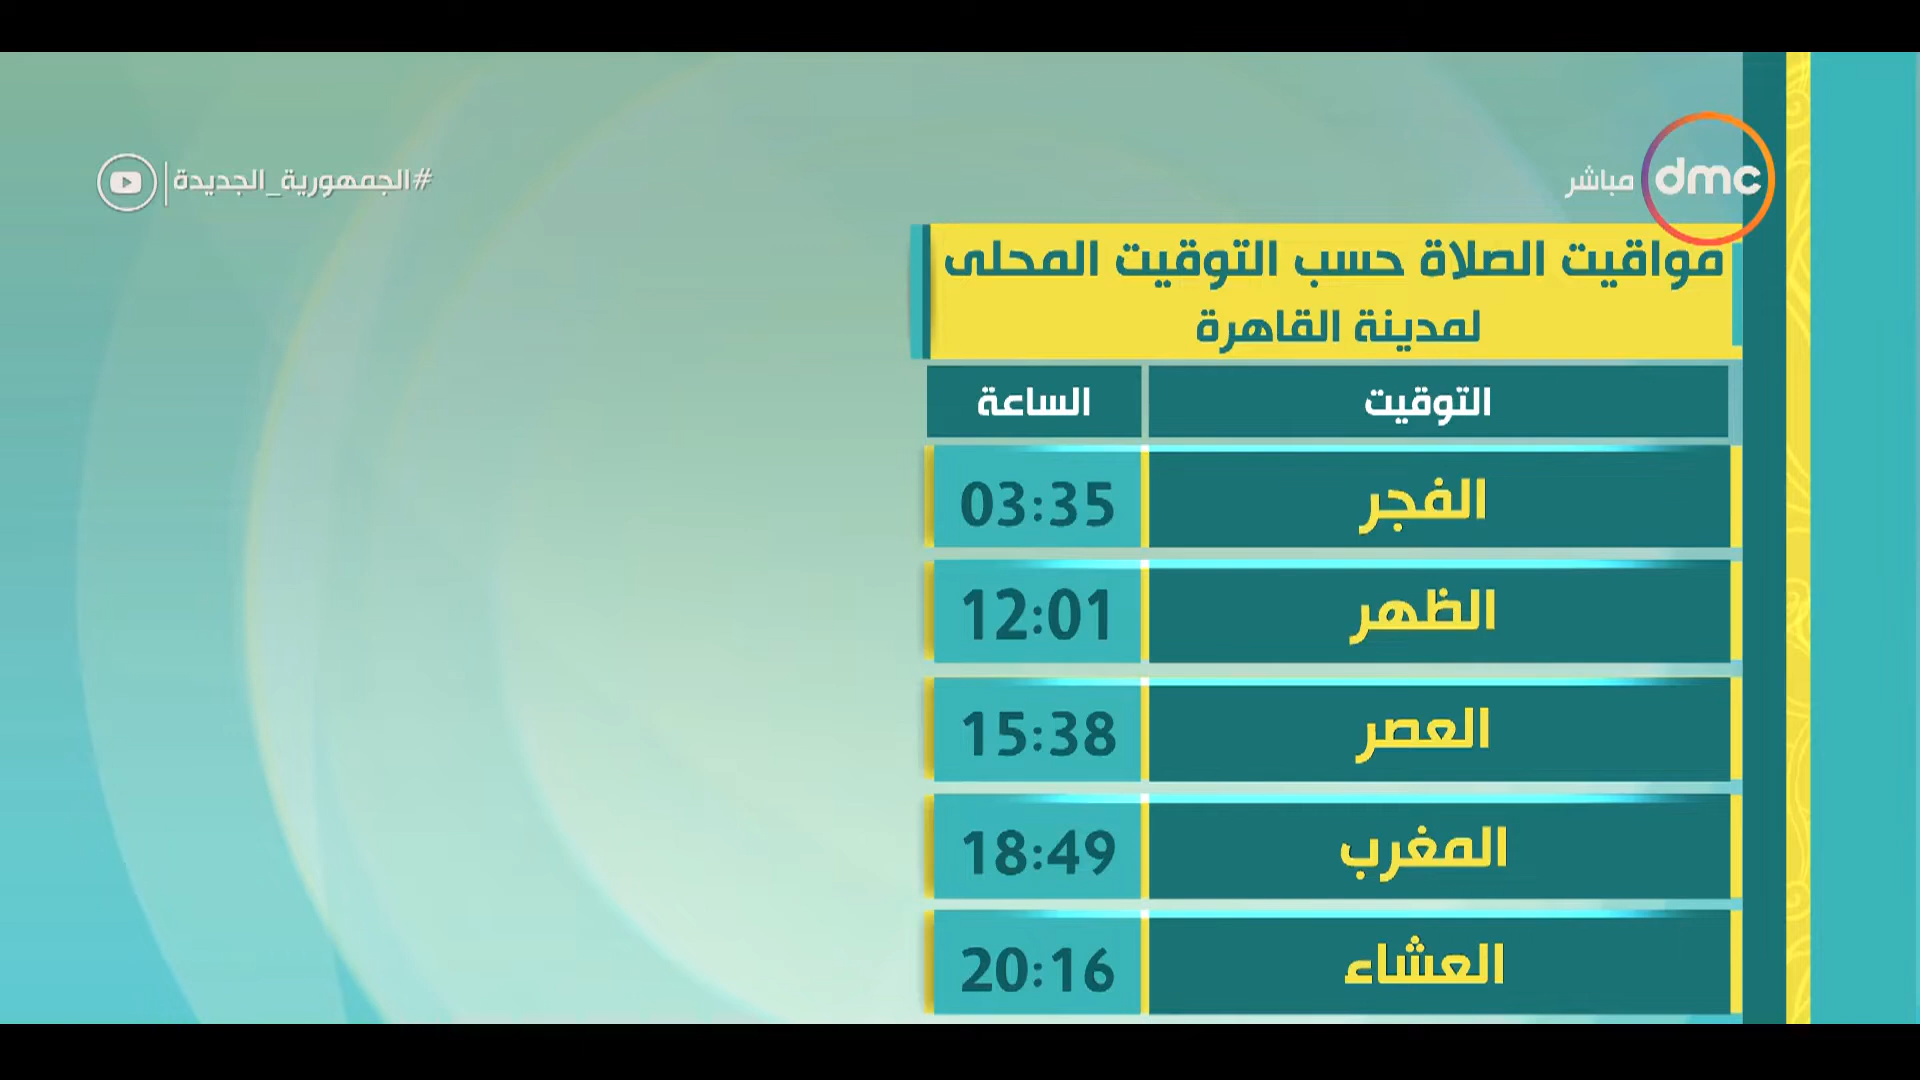 dmc مباشر
#الجمهورية_الجديدة
مواقيت الصلاة حسب التوقيت المحلى
لمدينة القاهرة
التوقيت الساعة
الفجر 03:35
الظهر 12:01
العصر 15:38
المغرب 18:49
العشاء 20:16